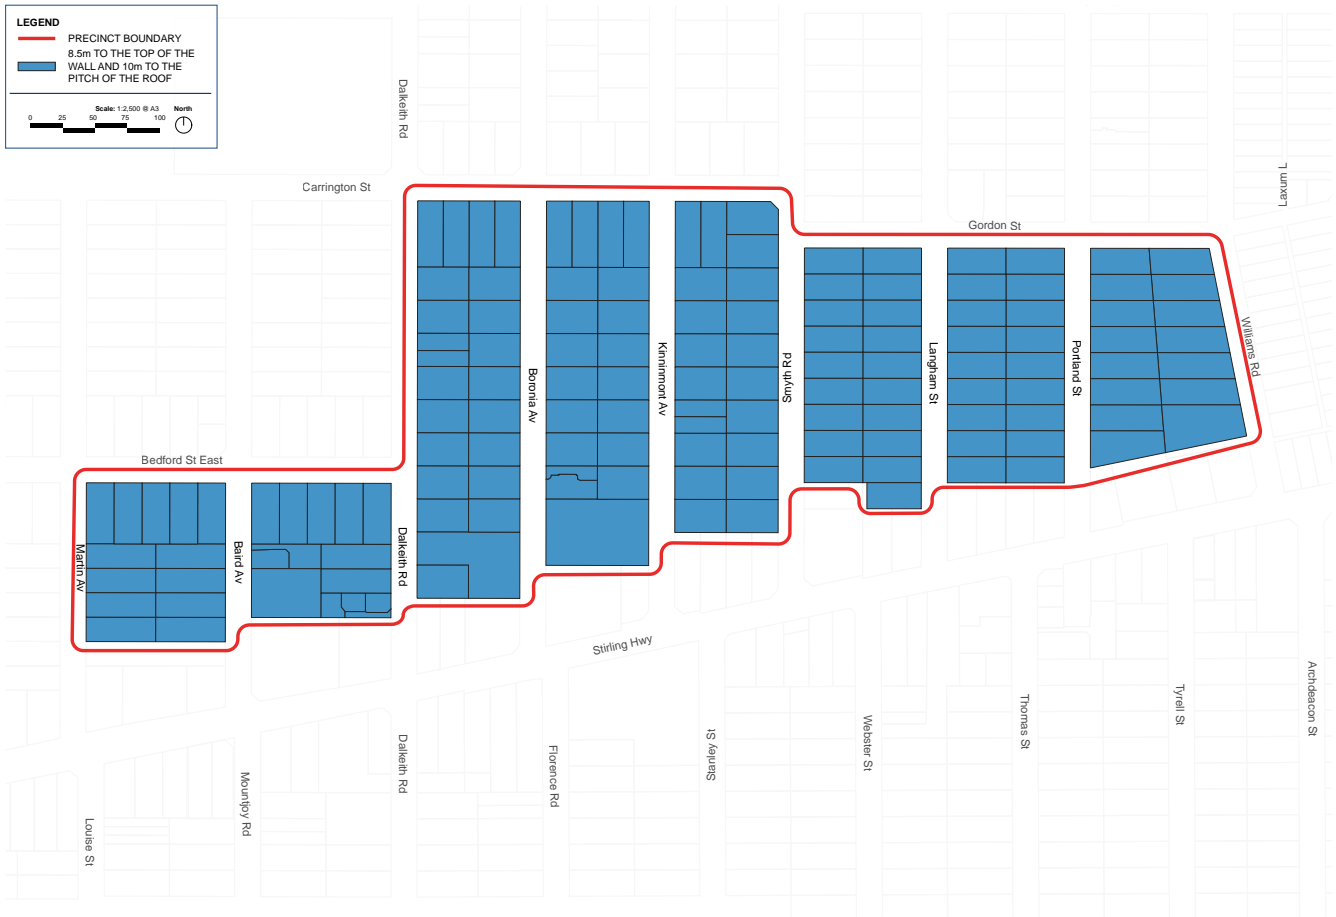 LEGEND
PRECINCT BOUNDARY
8.5m TO THE TOP OF THE
WALL AND 10m TO THE
PITCH OF THE ROOF
Scale: 1:2,500 @ A3
North
0 25 50 75 100
Dalkeith Rd
Carrington St
Laxum L
Gordon St
Williams Rd
Boronia Av
Kinninmont Av
Smyth Rd
Langham St
Portland St
Bedford St East
Martin Av
Baird Av
Dalkeith Rd
Stirling Hwy
Louise St
Mountjoy Rd
Dalkeith Rd
Florence Rd
Stanley St
Webster St
Thomas St
Tyrell St
Archdeacon St